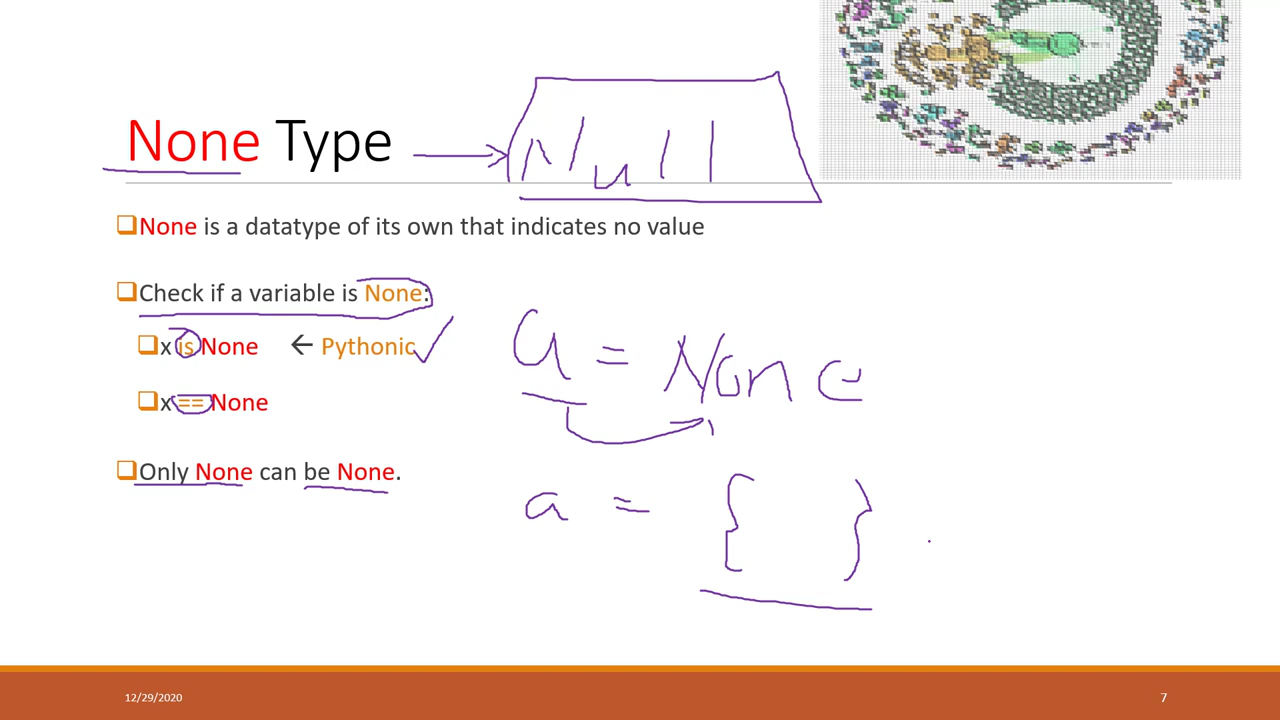 None Type
Null
None is a datatype of its own that indicates no value
Check if a variable is None:
x is None ← Pythonic
a = None
x == None
Only None can be None.
a = { }
12/29/2020
7